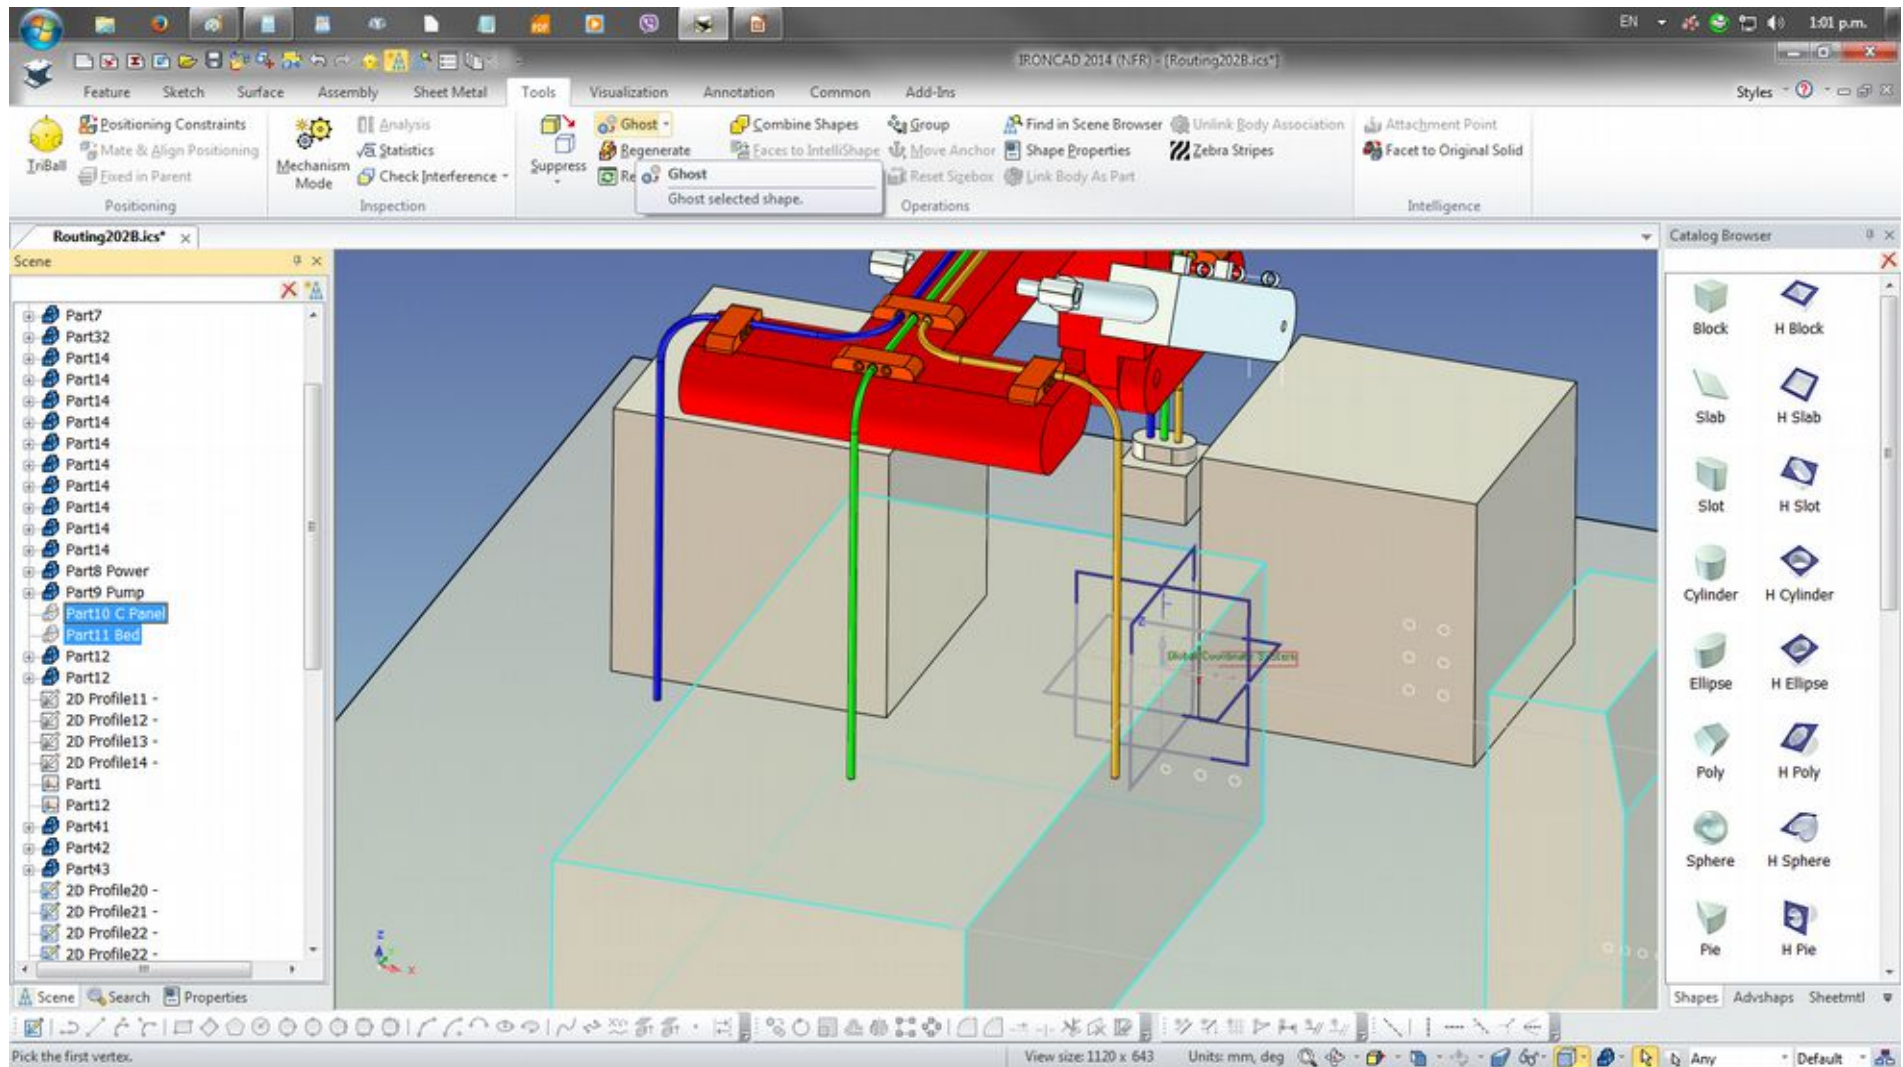 EN 1:01 p.m.
IRONCAD 2014 (NFR) - [Routing202B.ics*]
Feature Sketch Surface Assembly Sheet Metal Tools Visualization Annotation Common Add-Ins Styles
Positioning Constraints Analysis Ghost Combine Shapes Group Find in Scene Browser Unlink Body Association Attachment Point
TriBall Mate & Align Positioning Mechanism Mode Statistics Suppress Regenerate Faces to IntelliShape Move Anchor Shape Properties Zebra Stripes Facet to Original Solid
Fixed in Parent Check Interference Re Ghost Reset Sizebox Link Body As Part
Ghost selected shape.
Positioning Inspection Operations Intelligence
Routing202B.ics* Catalog Browser
Scene
Part7
Part32
Part14
Part14
Part14
Part14
Part14
Part14
Part14
Part14
Part14
Part14
Part8 Power
Part9 Pump
Part10 C Panel
Part11 Bed
Part12
Part12
2D Profile11 -
2D Profile12 -
2D Profile13 -
2D Profile14 -
Part1
Part12
Part41
Part42
Part43
2D Profile20 -
2D Profile21 -
2D Profile22 -
2D Profile22 -
Global Coordinate System
Z
X
Block H Block
Slab H Slab
Slot H Slot
Cylinder H Cylinder
Ellipse H Ellipse
Poly H Poly
Sphere H Sphere
Pie H Pie
Scene Search Properties
Shapes Advshaps Sheetmtl
Pick the first vertex. View size: 1120 x 643 Units: mm, deg Any Default